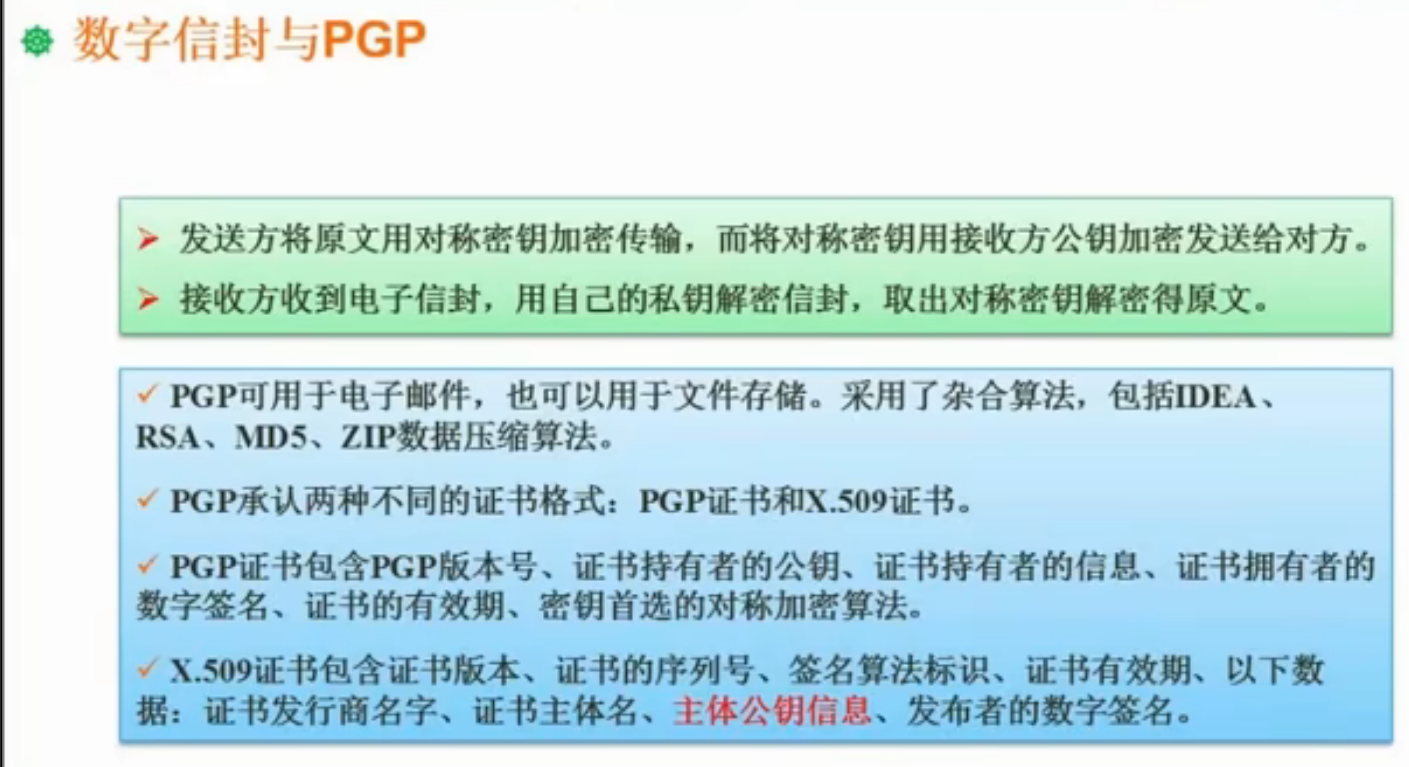 数字信封与PGP
发送方将原文用对称密钥加密传输，而将对称密钥用接收方公钥加密发送给对方。
接收方收到电子信封，用自己的私钥解密信封，取出对称密钥解密得原文。
PGP可用于电子邮件，也可以用于文件存储。采用了杂合算法，包括IDEA、
RSA、MD5、ZIP数据压缩算法。
PGP承认两种不同的证书格式：PGP证书和X.509证书。
PGP证书包含PGP版本号、证书持有者的公钥、证书持有者的信息、证书拥有者的
数字签名、证书的有效期、密钥首选的对称加密算法。
X.509证书包含证书版本、证书的序列号、签名算法标识、证书有效期、以下数
据：证书发行商名字、证书主体名、主体公钥信息、发布者的数字签名。